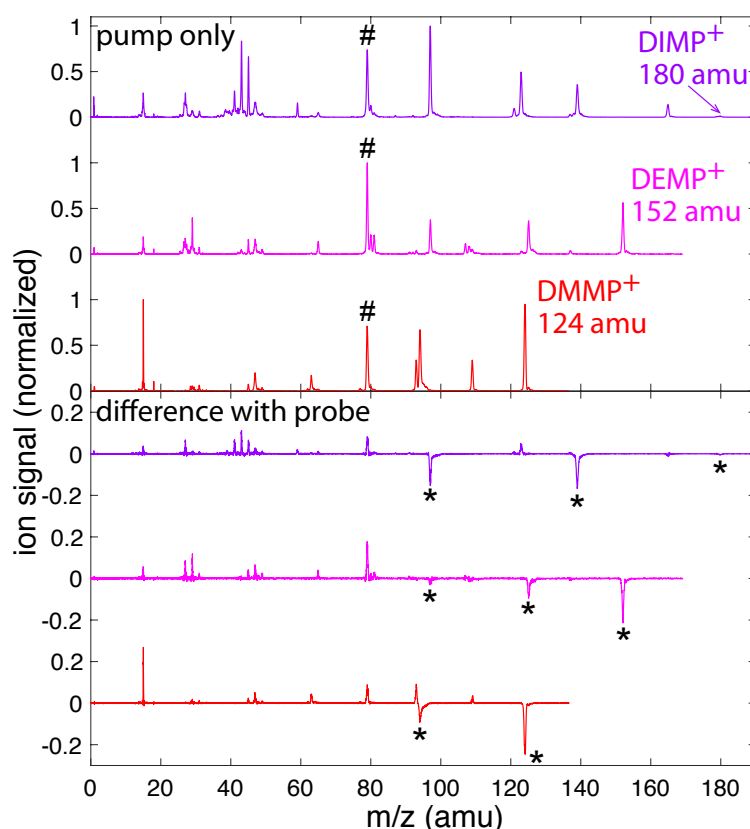 pump only
#
DIMP+
180 amu
1
0.5
0
#
DEMP+
152 amu
1
0.5
0
#
DMMP+
124 amu
1
0.5
0
ion signal (normalized)
difference with probe
0.2
0
-0.2
* * *
0.2
0
-0.2
* * *
0.2
0
-0.2
* *
0 20 40 60 80 100 120 140 160 180
m/z (amu)